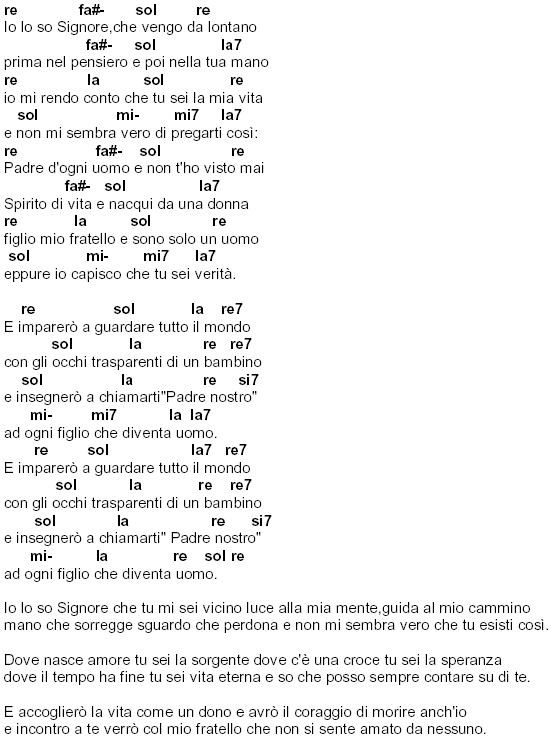 re fa#- sol re
Io lo so Signore,che vengo da lontano
fa#- sol la7
prima nel pensiero e poi nella tua mano
re la sol re
io mi rendo conto che tu sei la mia vita
sol mi- mi7 la7
e non mi sembra vero di pregarti così:
re fa#- sol re
Padre d'ogni uomo e non t'ho visto mai
fa#- sol la7
Spirito di vita e nacqui da una donna
re la sol re
figlio mio fratello e sono solo un uomo
sol mi- mi7 la7
eppure io capisco che tu sei verità.

re sol la re7
E imparerò a guardare tutto il mondo
sol la re re7
con gli occhi trasparenti di un bambino
sol la re si7
e insegnerò a chiamarti"Padre nostro"
mi- mi7 la la7
ad ogni figlio che diventa uomo.
re sol la7 re7
E imparerò a guardare tutto il mondo
sol la re re7
con gli occhi trasparenti di un bambino
sol la re si7
e insegnerò a chiamarti" Padre nostro"
mi- la re sol re
ad ogni figlio che diventa uomo.

Io lo so Signore che tu mi sei vicino luce alla mia mente,guida al mio cammino
mano che sorregge sguardo che perdona e non mi sembra vero che tu esisti così.

Dove nasce amore tu sei la sorgente dove c'è una croce tu sei la speranza
dove il tempo ha fine tu sei vita eterna e so che posso sempre contare su di te.

E accoglierò la vita come un dono e avrò il coraggio di morire anch'io
e incontro a te verrò col mio fratello che non si sente amato da nessuno.